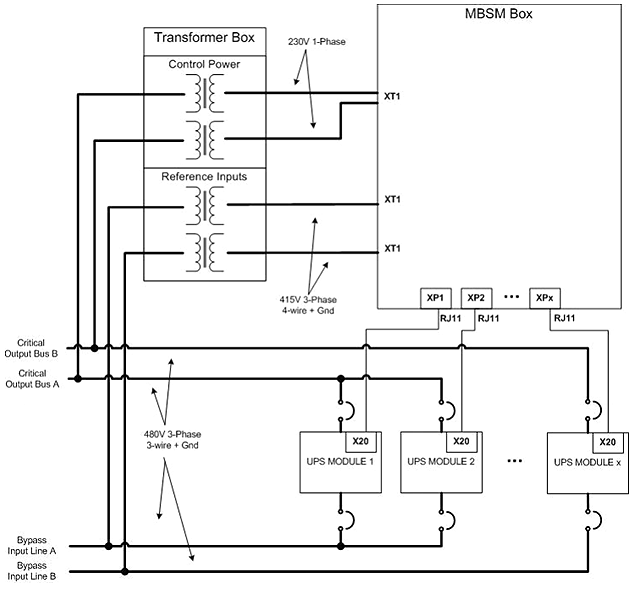 MBSM Box
Transformer Box
230V 1-Phase
Control Power
XT1
XT1
Reference Inputs
XT1
XT1
415V 3-Phase
4-wire + Gnd
XP1
XP2
...
XPx
RJ11
RJ11
RJ11
Critical
Output Bus B
Critical
Output Bus A
480V 3-Phase
3-wire + Gnd
X20
X20
X20
UPS MODULE 1
UPS MODULE 2
...
UPS MODULE x
Bypass
Input Line A
Bypass
Input Line B